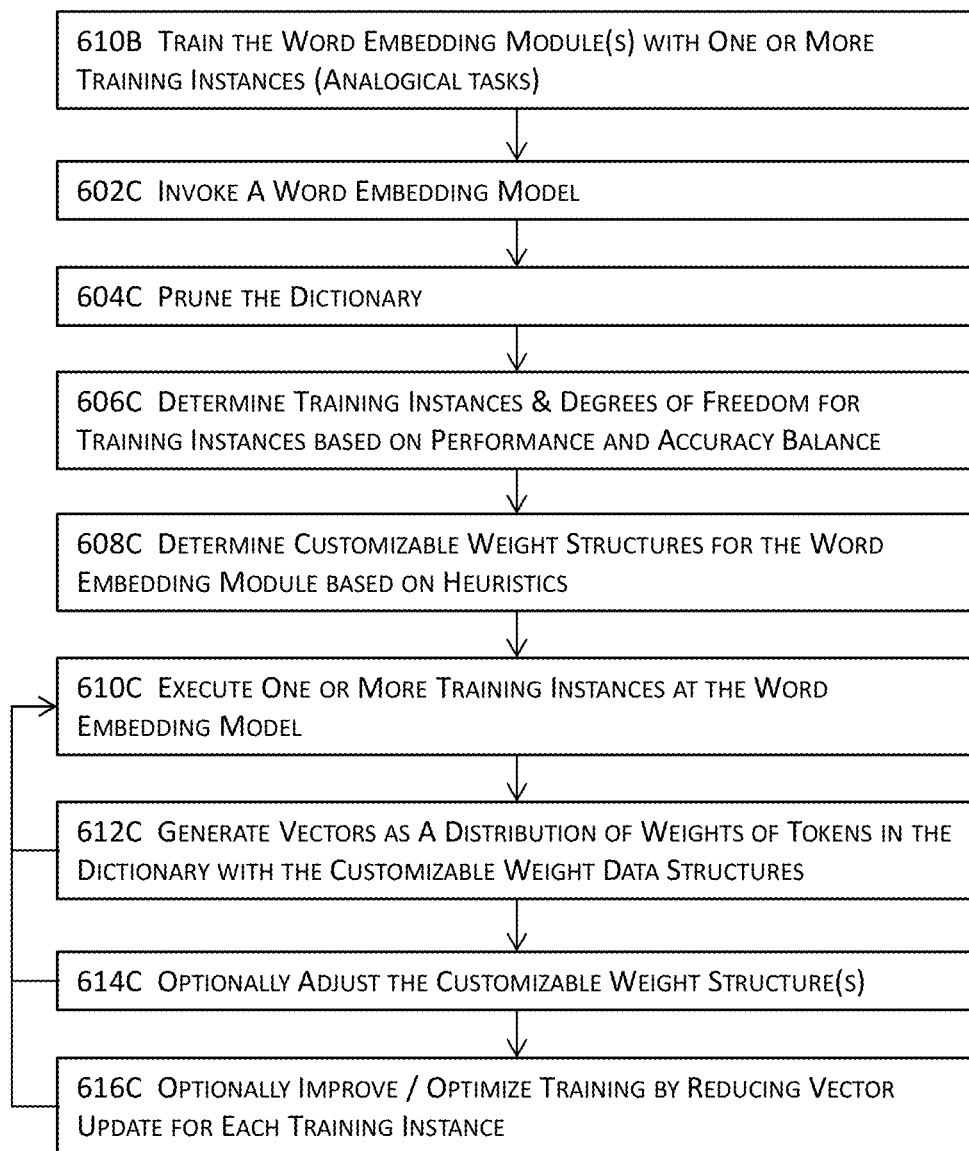 610B Train the Word Embedding Module(s) with One or More
Training Instances (Analogical tasks)
602C Invoke A Word Embedding Model
604C Prune the Dictionary
606C Determine Training Instances & Degrees of Freedom for
Training Instances based on Performance and Accuracy Balance
608C Determine Customizable Weight Structures for the Word
Embedding Module based on Heuristics
610C Execute One or More Training Instances at the Word
Embedding Model
612C Generate Vectors as A Distribution of Weights of Tokens in the
Dictionary with the Customizable Weight Data Structures
614C Optionally Adjust the Customizable Weight Structure(s)
616C Optionally Improve / Optimize Training by Reducing Vector
Update for Each Training Instance